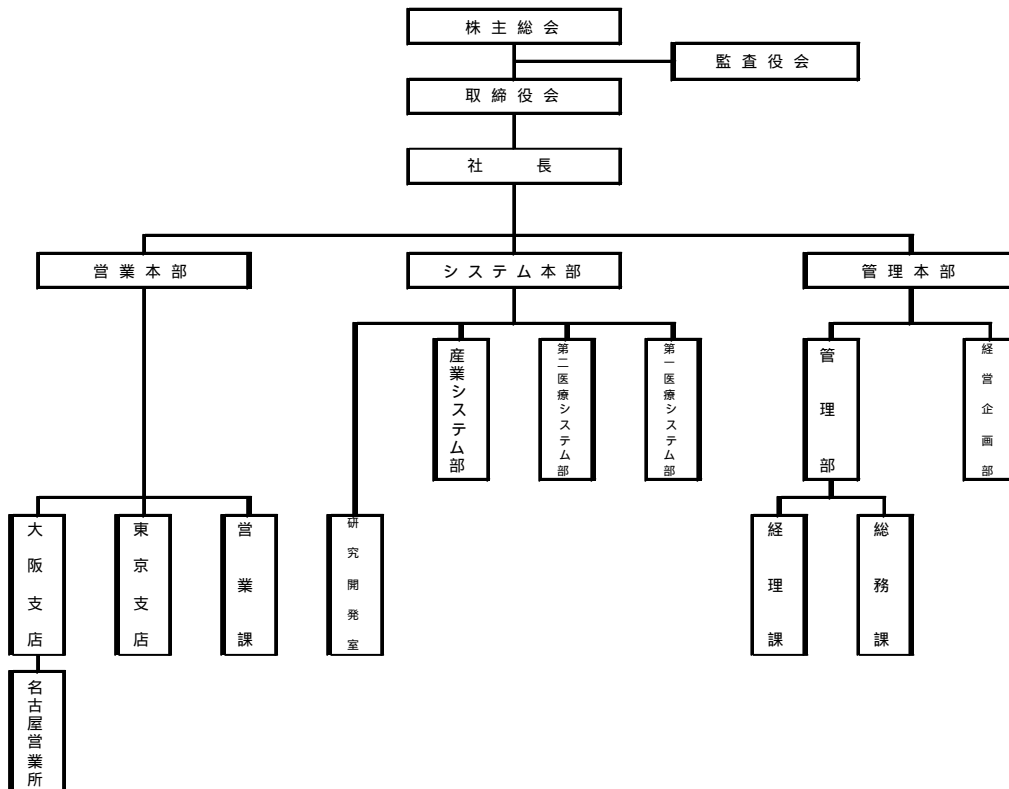 株主総会
監査役会
取締役会
社長
営業本部
システム本部
管理本部
産業システム部
第二医療システム部
第一医療システム部
管理部
経営企画部
大阪支店
東京支店
営業課
研究開発室
経理課
総務課
名古屋営業所